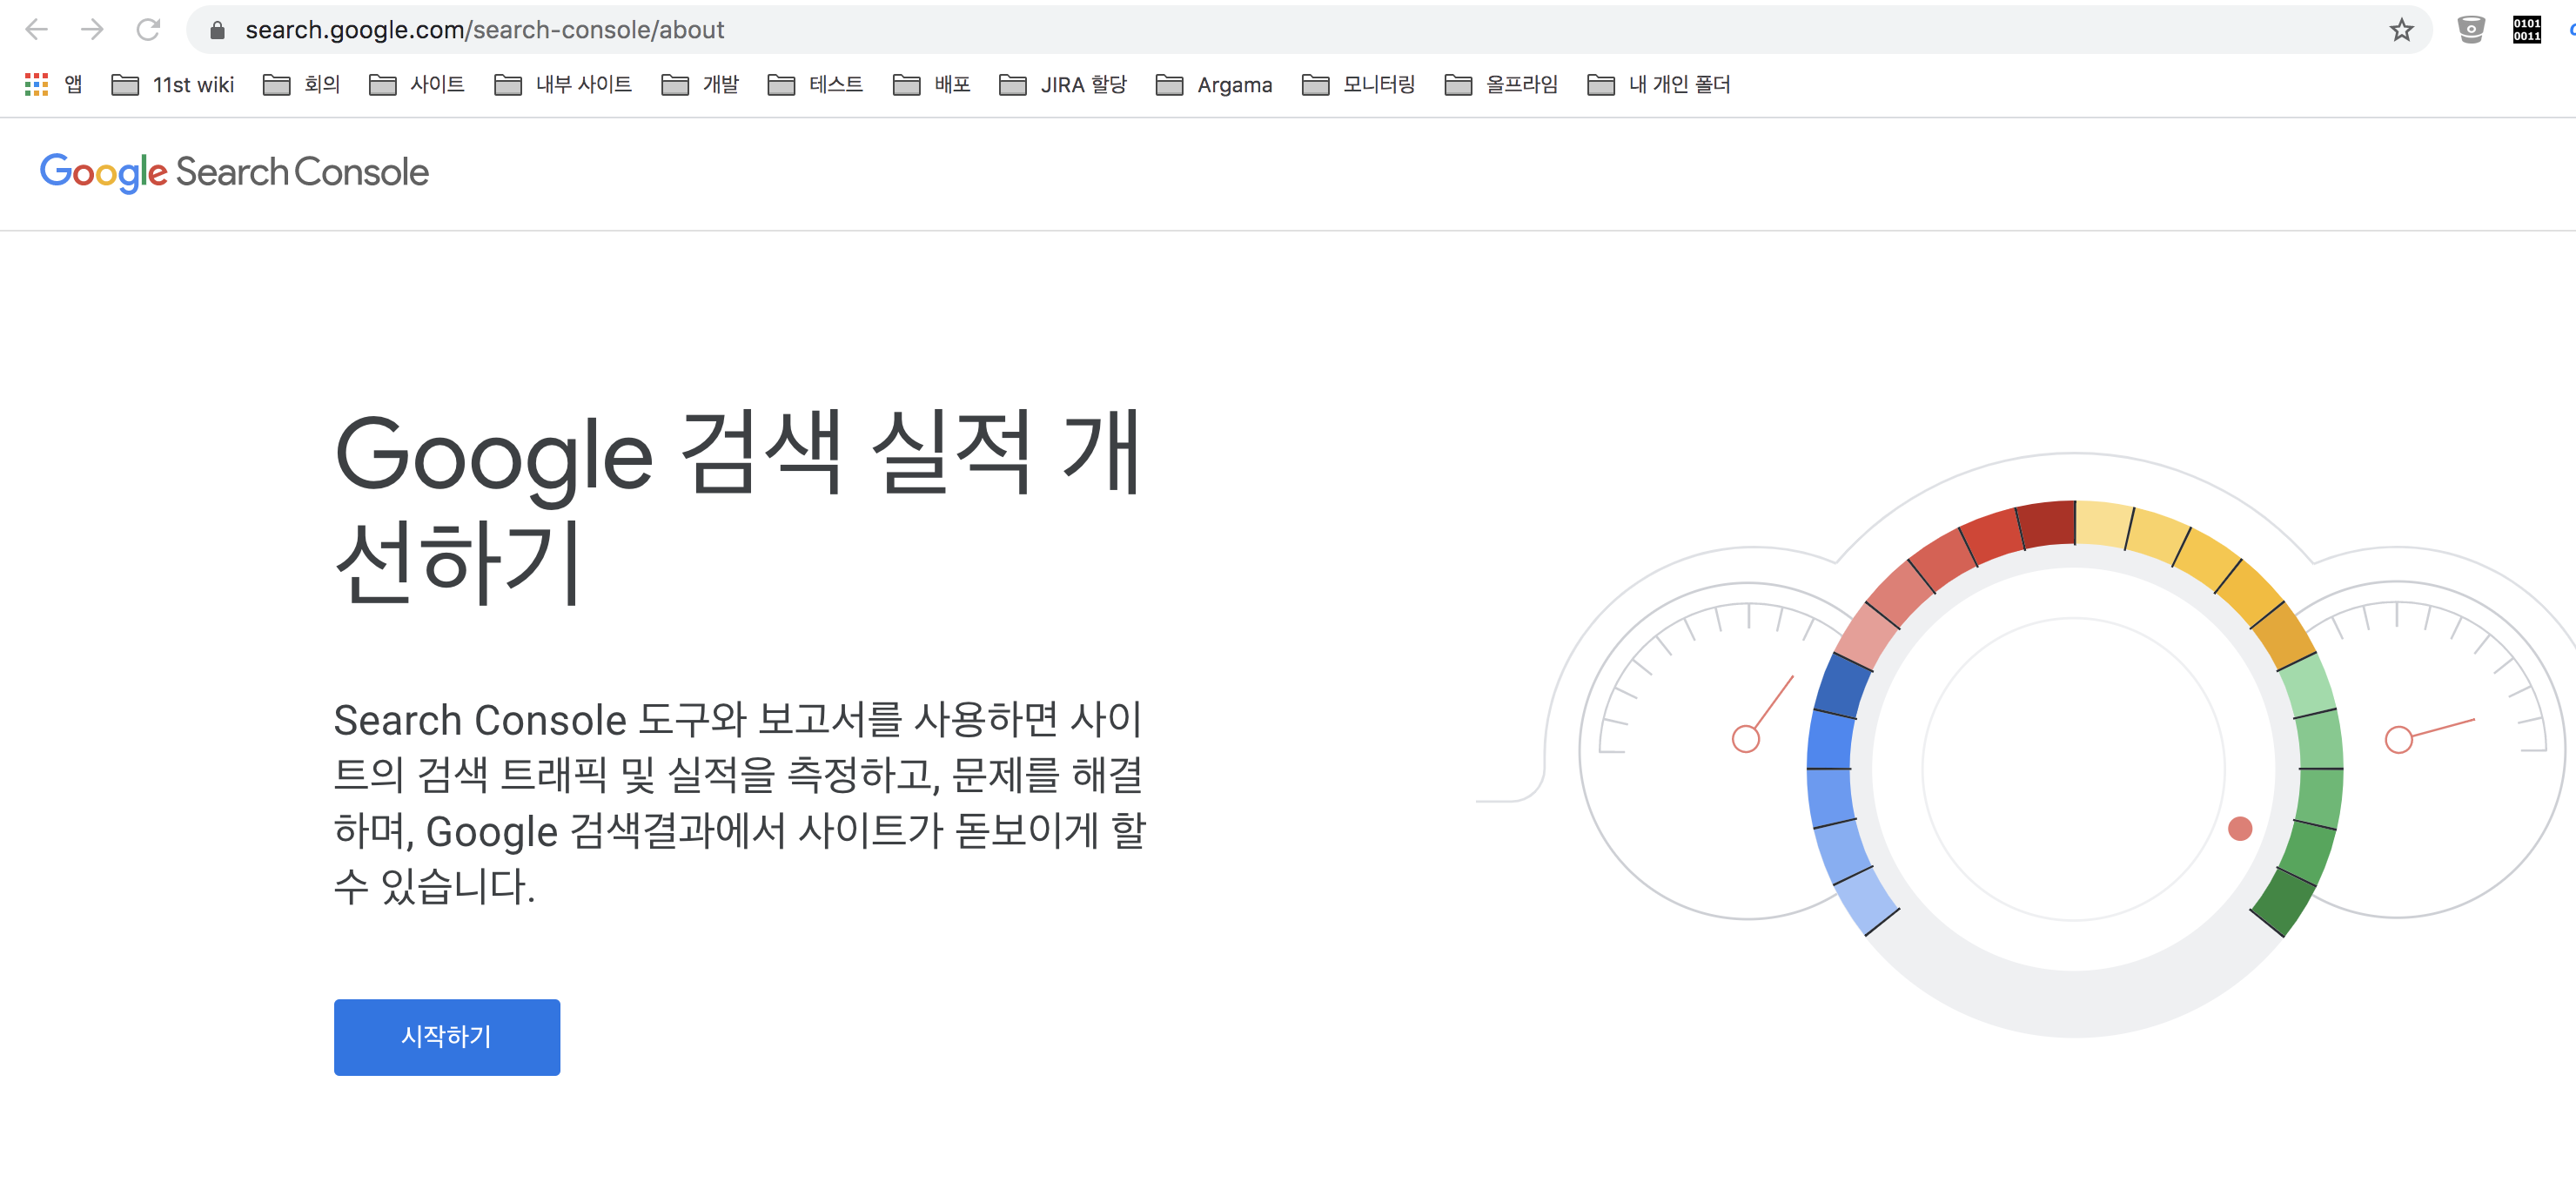 search.google.com/search-console/about
앱 11st wiki 회의 사이트 내부 사이트 개발 테스트 배포 JIRA 할당 Argama 모니터링 올프라임 내 개인 폴더
Google Search Console
Google 검색 실적 개
선하기
Search Console 도구와 보고서를 사용하면 사이
트의 검색 트래픽 및 실적을 측정하고, 문제를 해결
하며, Google 검색결과에서 사이트가 돋보이게 할
수 있습니다.
시작하기
0101
0011